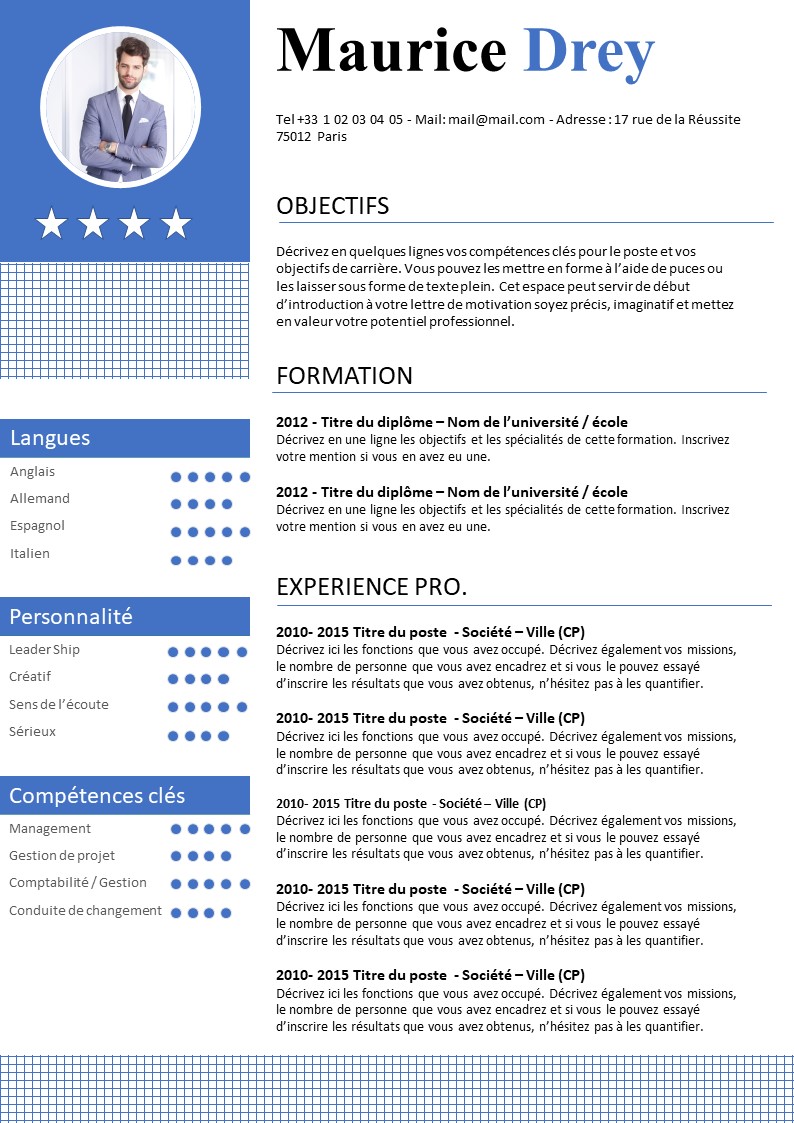 Maurice Drey
Tel +33 1 02 03 04 05 - Mail: mail@mail.com - Adresse : 17 rue de la Réussite
75012 Paris
OBJECTIFS
Décrivez en quelques lignes vos compétences clés pour le poste et vos
objectifs de carrière. Vous pouvez les mettre en forme à l’aide de puces ou
les laisser sous forme de texte plein. Cet espace peut servir de début
d’introduction à votre lettre de motivation soyez précis, imaginatif et mettez
en valeur votre potentiel professionnel.
FORMATION
2012 - Titre du diplôme – Nom de l’université / école
Décrivez en une ligne les objectifs et les spécialités de cette formation. Inscrivez
votre mention si vous en avez eu une.
2012 - Titre du diplôme – Nom de l’université / école
Décrivez en une ligne les objectifs et les spécialités de cette formation. Inscrivez
votre mention si vous en avez eu une.
EXPERIENCE PRO.
2010- 2015 Titre du poste - Société – Ville (CP)
Décrivez ici les fonctions que vous avez occupé. Décrivez également vos missions,
le nombre de personne que vous avez encadrez et si vous le pouvez essayé
d’inscrire les résultats que vous avez obtenus, n’hésitez pas à les quantifier.
2010- 2015 Titre du poste - Société – Ville (CP)
Décrivez ici les fonctions que vous avez occupé. Décrivez également vos missions,
le nombre de personne que vous avez encadrez et si vous le pouvez essayé
d’inscrire les résultats que vous avez obtenus, n’hésitez pas à les quantifier.
2010- 2015 Titre du poste - Société – Ville (CP)
Décrivez ici les fonctions que vous avez occupé. Décrivez également vos missions,
le nombre de personne que vous avez encadrez et si vous le pouvez essayé
d’inscrire les résultats que vous avez obtenus, n’hésitez pas à les quantifier.
2010- 2015 Titre du poste - Société – Ville (CP)
Décrivez ici les fonctions que vous avez occupé. Décrivez également vos missions,
le nombre de personne que vous avez encadrez et si vous le pouvez essayé
d’inscrire les résultats que vous avez obtenus, n’hésitez pas à les quantifier.
2010- 2015 Titre du poste - Société – Ville (CP)
Décrivez ici les fonctions que vous avez occupé. Décrivez également vos missions,
le nombre de personne que vous avez encadrez et si vous le pouvez essayé
d’inscrire les résultats que vous avez obtenus, n’hésitez pas à les quantifier.
Langues
Anglais
Allemand
Espagnol
Italien
Personnalité
Leader Ship
Créatif
Sens de l’écoute
Sérieux
Compétences clés
Management
Gestion de projet
Comptabilité / Gestion
Conduite de changement